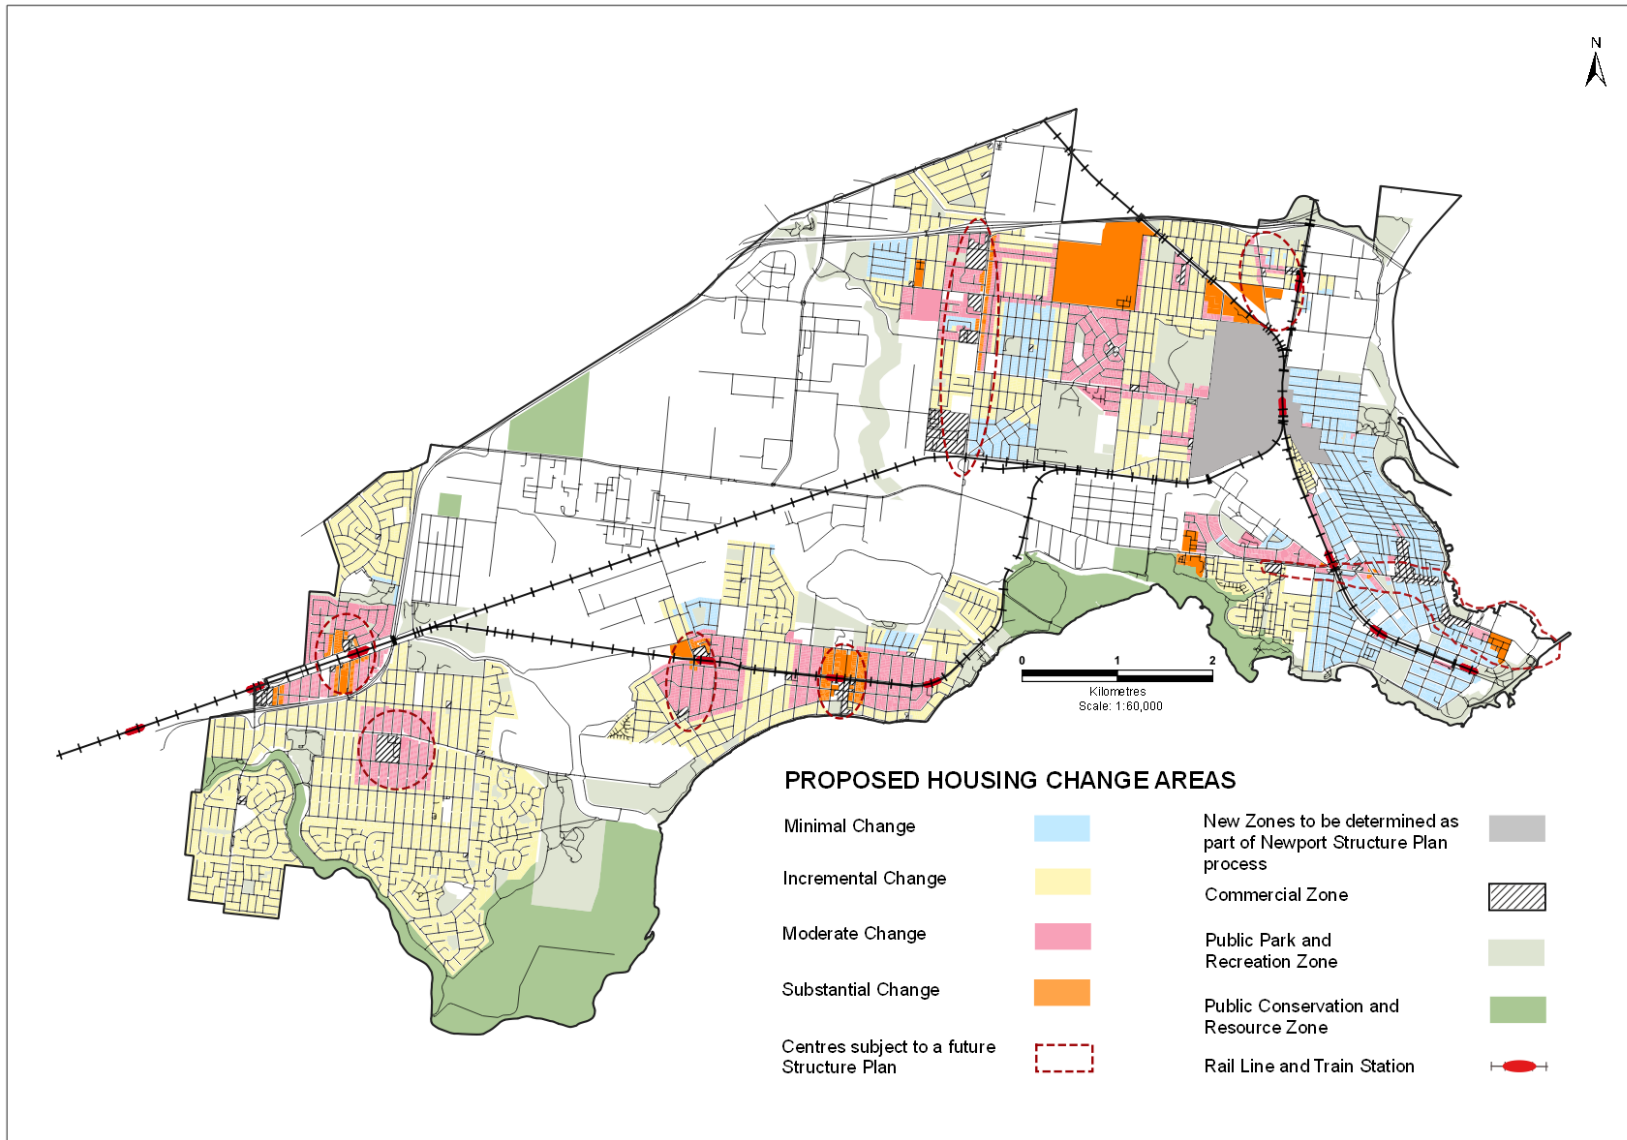 N
0 1 2
Kilometres
Scale: 1:60,000
PROPOSED HOUSING CHANGE AREAS
Minimal Change
Incremental Change
Moderate Change
Substantial Change
Centres subject to a future
Structure Plan
New Zones to be determined as
part of Newport Structure Plan
process
Commercial Zone
Public Park and
Recreation Zone
Public Conservation and
Resource Zone
Rail Line and Train Station